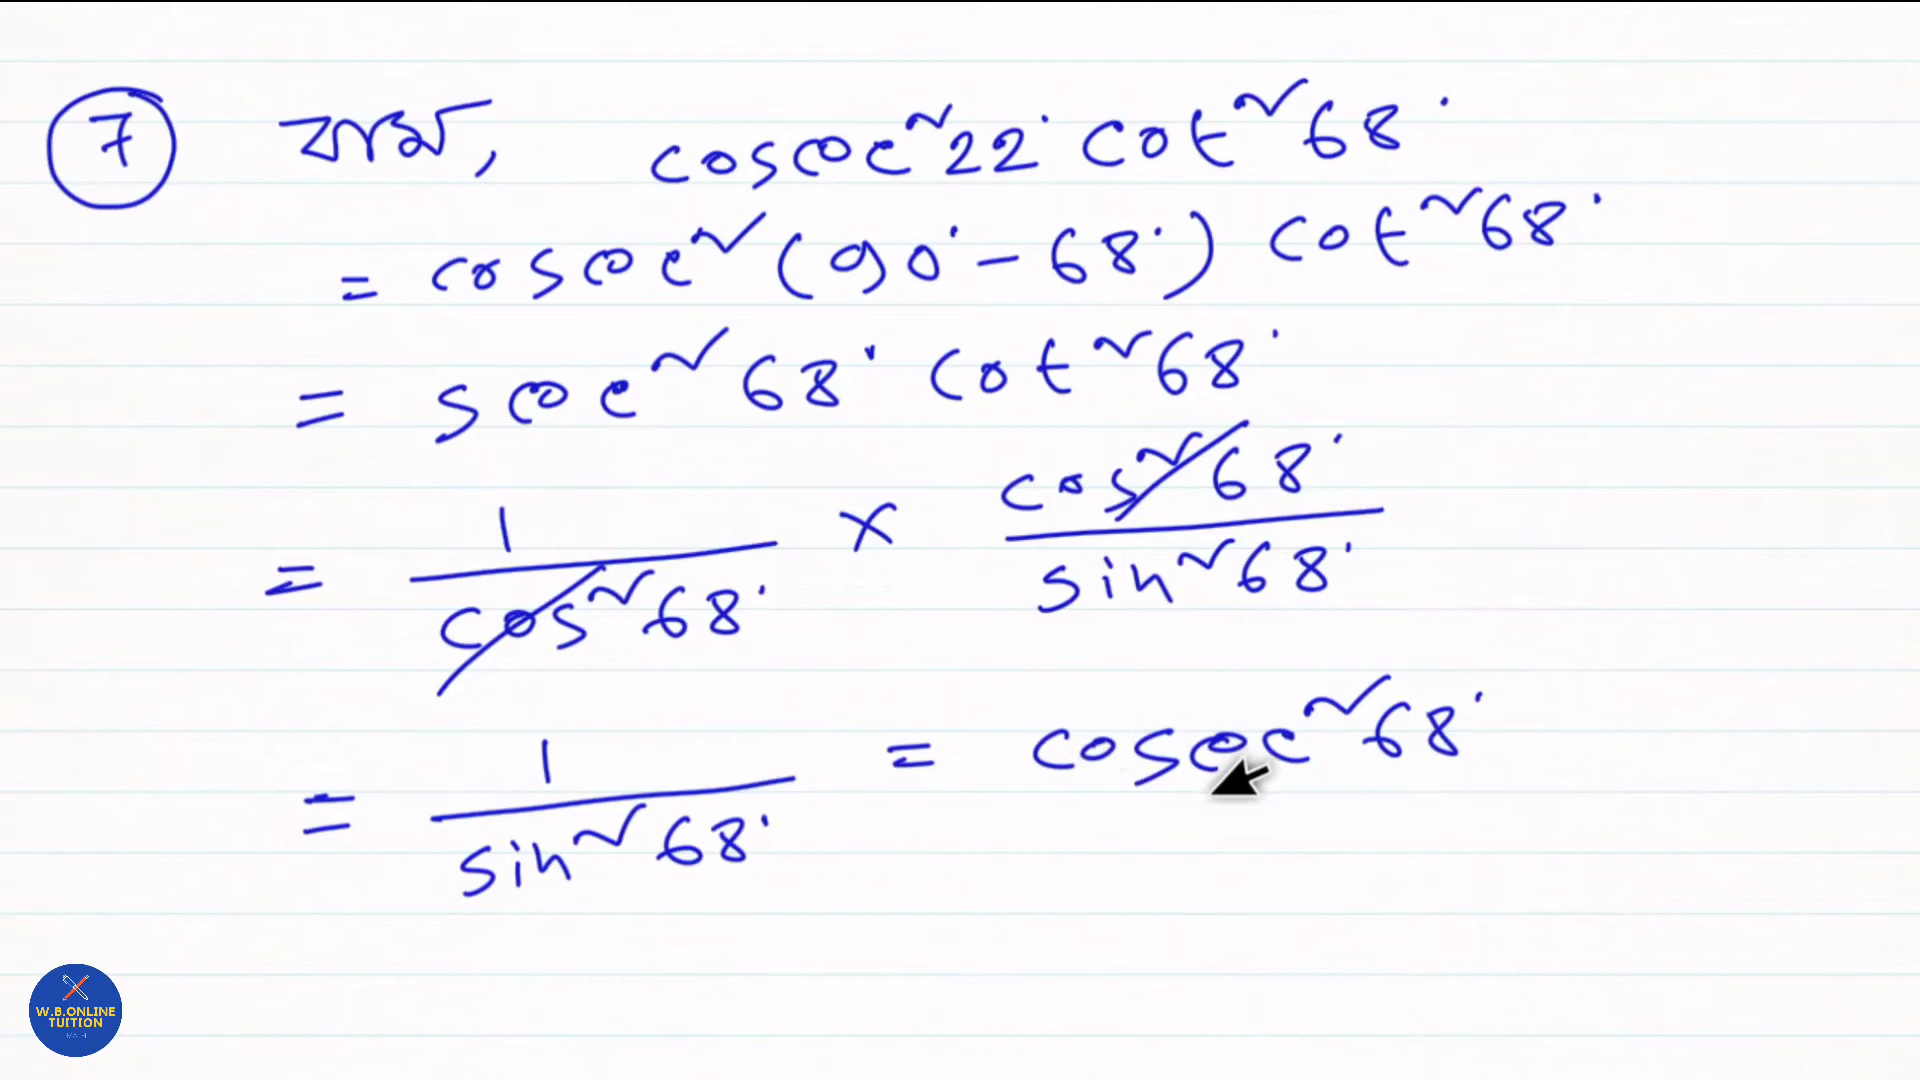 7 বামপক্ষ, cosec²22° cot²68°
= cosec²(90°-68°) cot²68°
= sec²68° cot²68°
= 1/cos²68° × cos²68°/sin²68°
= 1/sin²68° = cosec²68°
W.B.ONLINE
TUITION
MATH